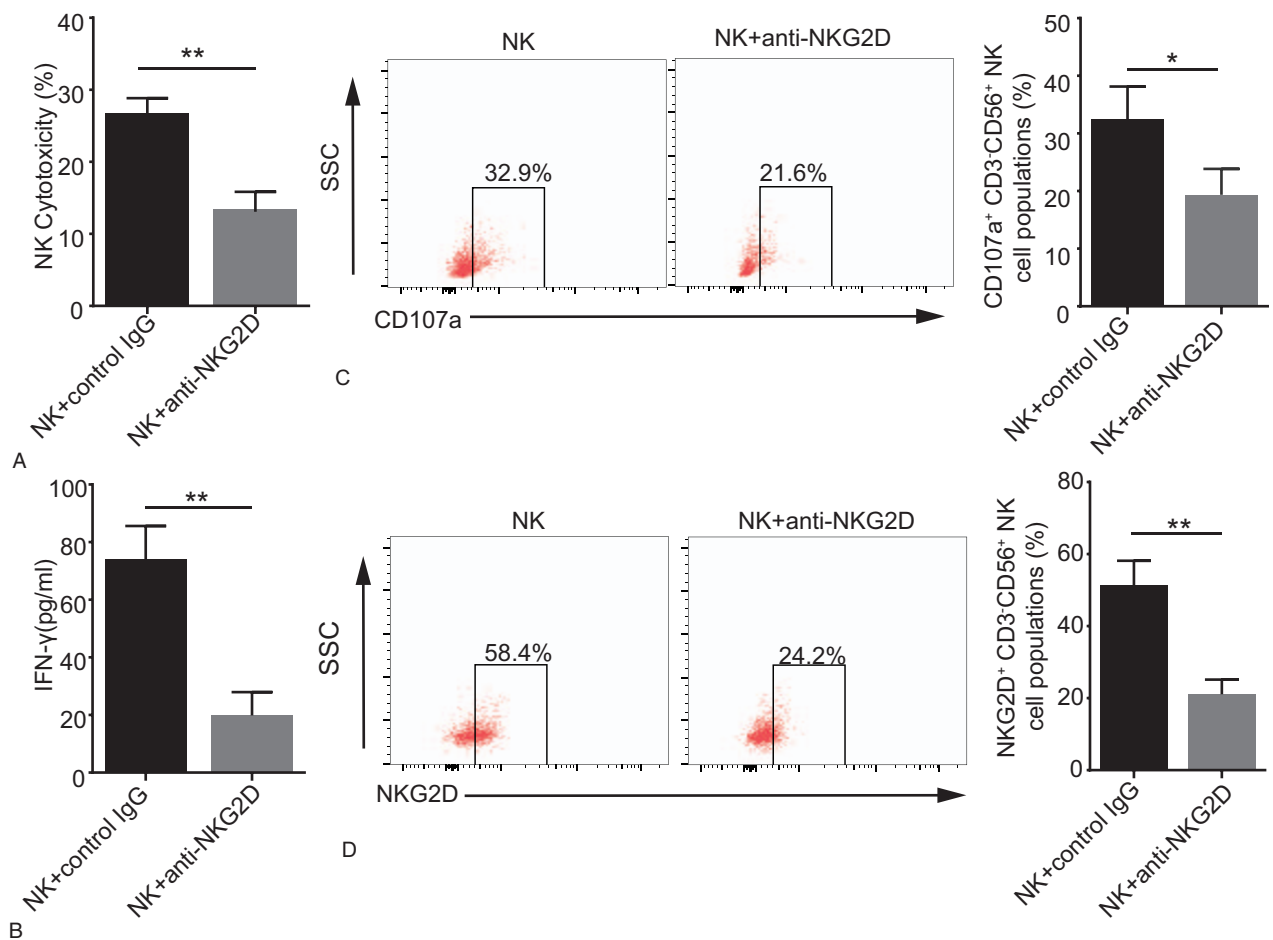 40
30
20
10
0
NK Cytotoxicity (%)
**
NK+control IgG
NK+anti-NKG2D
A
NK
NK+anti-NKG2D
SSC
32.9%
21.6%
CD107a
C
50
40
30
20
10
0
CD107a⁺ CD3⁻CD56⁺ NK
cell populations (%)
*
NK+control IgG
NK+anti-NKG2D
100
80
60
40
20
0
IFN-γ(pg/ml)
**
NK+control IgG
NK+anti-NKG2D
B
NK
NK+anti-NKG2D
SSC
58.4%
24.2%
NKG2D
D
80
60
40
20
0
NKG2D⁺ CD3⁻CD56⁺ NK
cell populations (%)
**
NK+control IgG
NK+anti-NKG2D